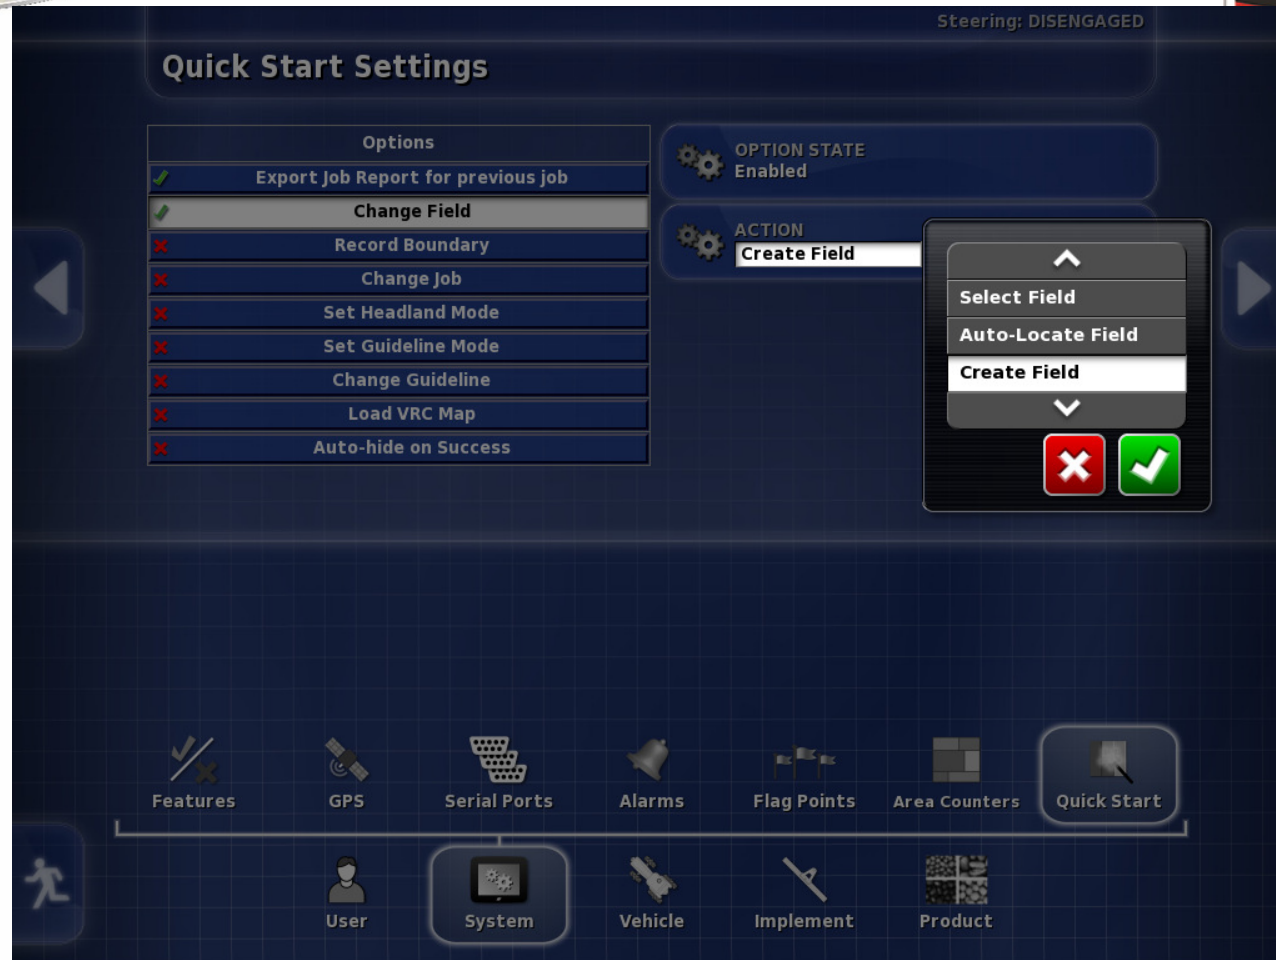 Steering: DISENGAGED
Quick Start Settings
Options
Export Job Report for previous job
Change Field
Record Boundary
Change Job
Set Headland Mode
Set Guideline Mode
Change Guideline
Load VRC Map
Auto-hide on Success
OPTION STATE
Enabled
ACTION
Create Field
Select Field
Auto-Locate Field
Create Field
Features
GPS
Serial Ports
Alarms
Flag Points
Area Counters
Quick Start
User
System
Vehicle
Implement
Product